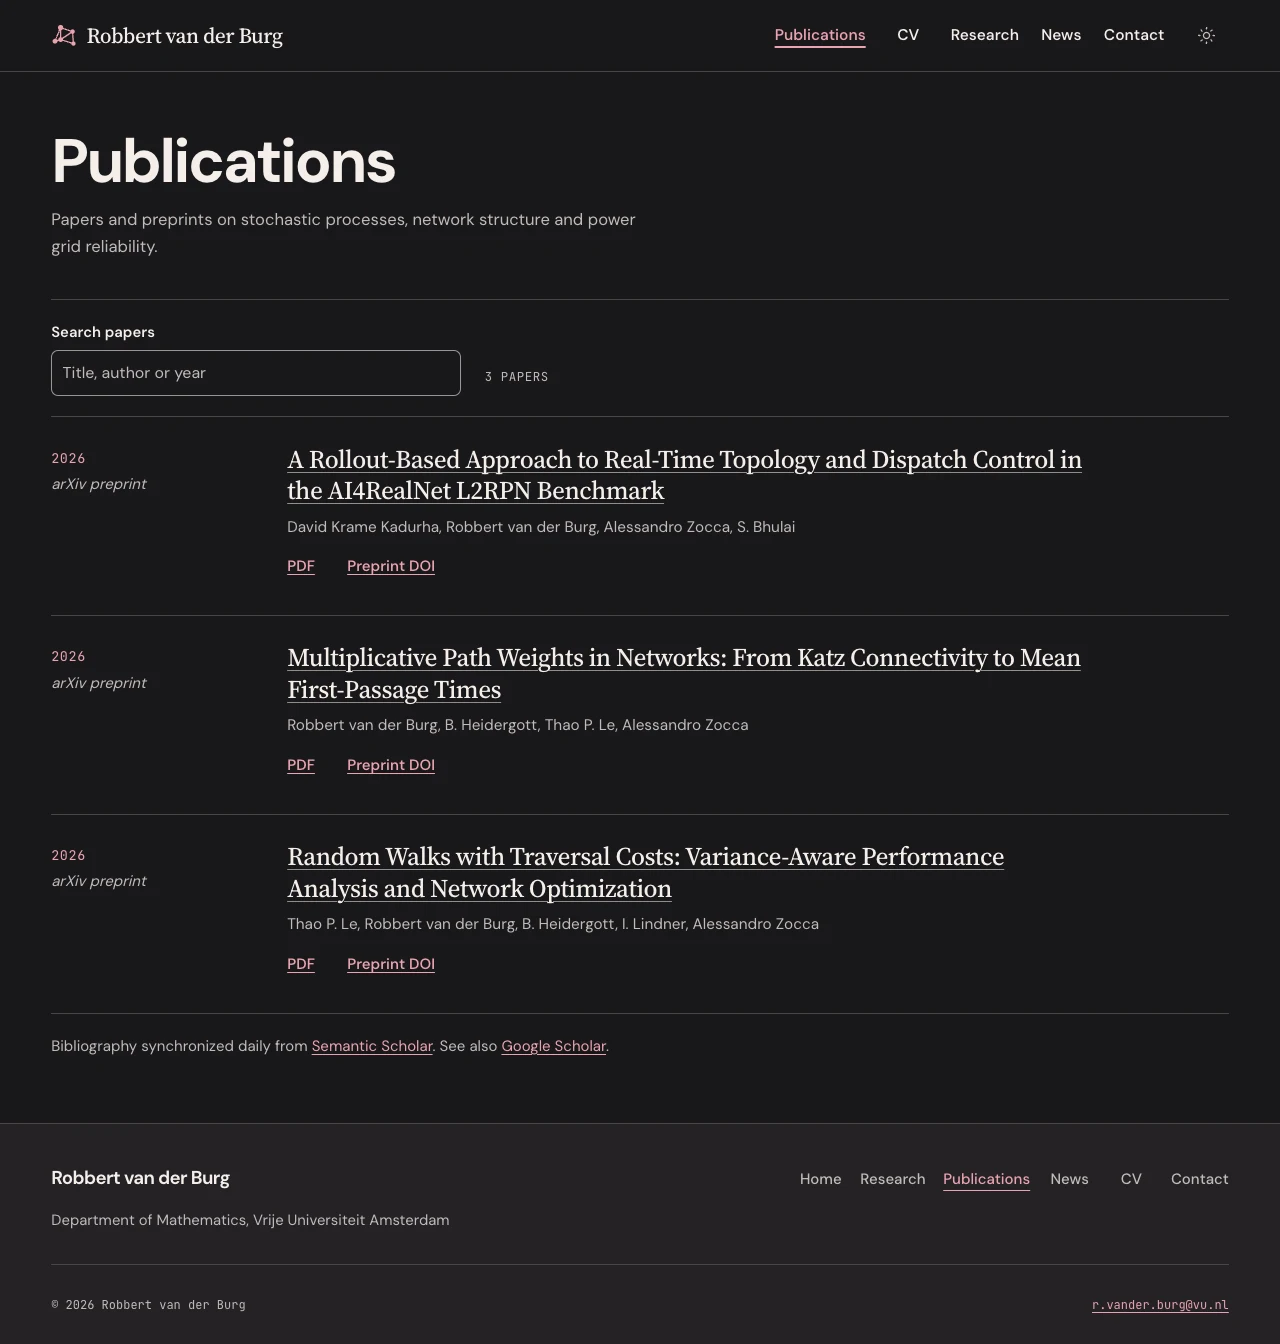 Robbert van der Burg
Publications CV Research News Contact
Publications
Papers and preprints on stochastic processes, network structure and power
grid reliability.
Search papers
Title, author or year
3 PAPERS
2026
arXiv preprint
A Rollout-Based Approach to Real-Time Topology and Dispatch Control in
the AI4RealNet L2RPN Benchmark
David Krame Kadurha, Robbert van der Burg, Alessandro Zocca, S. Bhulai
PDF Preprint DOI
2026
arXiv preprint
Multiplicative Path Weights in Networks: From Katz Connectivity to Mean
First-Passage Times
Robbert van der Burg, B. Heidergott, Thao P. Le, Alessandro Zocca
PDF Preprint DOI
2026
arXiv preprint
Random Walks with Traversal Costs: Variance-Aware Performance
Analysis and Network Optimization
Thao P. Le, Robbert van der Burg, B. Heidergott, I. Lindner, Alessandro Zocca
PDF Preprint DOI
Bibliography synchronized daily from Semantic Scholar. See also Google Scholar.
Robbert van der Burg
Home Research Publications News CV Contact
Department of Mathematics, Vrije Universiteit Amsterdam
© 2026 Robbert van der Burg
r.vander.burg@vu.nl